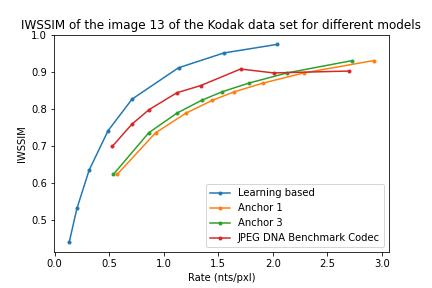 IWSSIM of the image 13 of the Kodak data set for different models
1.0
0.9
0.8
0.7
0.6
0.5
IWSSIM
Learning based
Anchor 1
Anchor 3
JPEG DNA Benchmark Codec
0.0 0.5 1.0 1.5 2.0 2.5 3.0
Rate (nts/pxl)